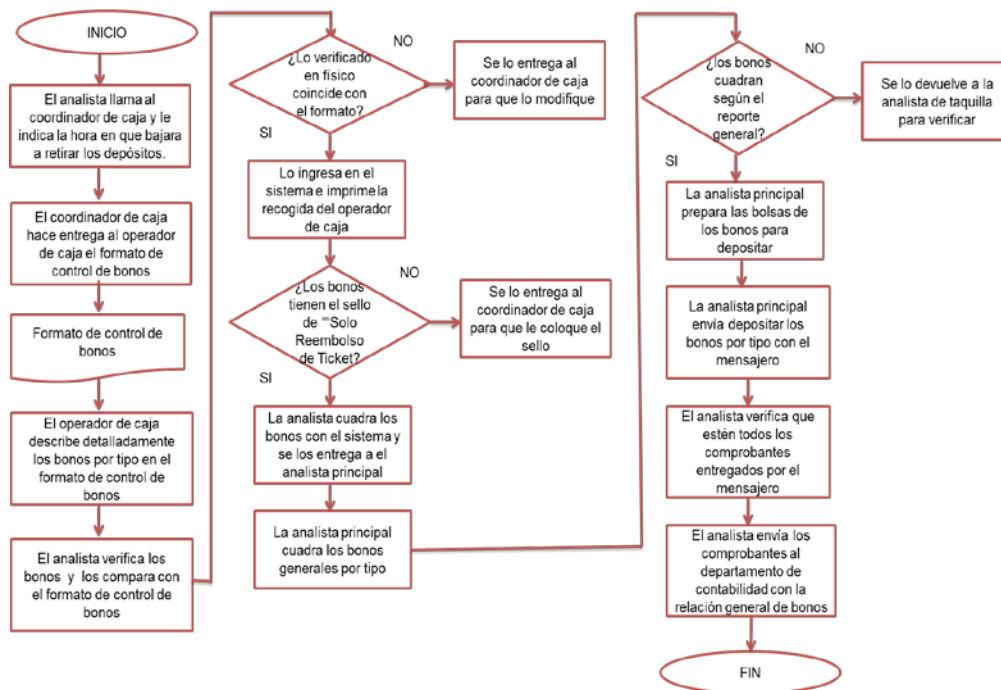 INICIO
El analista llama al
coordinador de caja y le
indica la hora en que bajara
a retirar los depósitos.
El coordinador de caja
hace entrega al operador
de caja el formato de
control de bonos
Formato de control de
bonos
El operador de caja
describe detalladamente
los bonos por tipo en el
formato de control de
bonos
El analista verifica los
bonos y los compara con
el formato de control de
bonos
¿Lo verificado
en físico
coincide con
el formato?
NO
Se lo entrega al
coordinador de caja
para que lo modifique
SI
Lo ingresa en el
sistema e imprime la
recogida del operador
de caja
¿Los bonos
tienen el sello
de ""Solo
Reembolso
de Ticket?
NO
Se lo entrega al
coordinador de caja
para que le coloque el
sello
SI
La analista cuadra los
bonos con el sistema y
se los entrega a el
analista principal
La analista principal
cuadra los bonos
generales por tipo
¿los bonos
cuadran
según el
reporte
general?
NO
Se lo devuelve a la
analista de taquilla
para verificar
SI
La analista principal
prepara las bolsas de
los bonos para
depositar
La analista principal
envía depositar los
bonos por tipo con el
mensajero
El analista verifica que
estén todos los
comprobantes
entregados por el
mensajero
El analista envía los
comprobantes al
departamento de
contabilidad con la
relación general de bonos
FIN